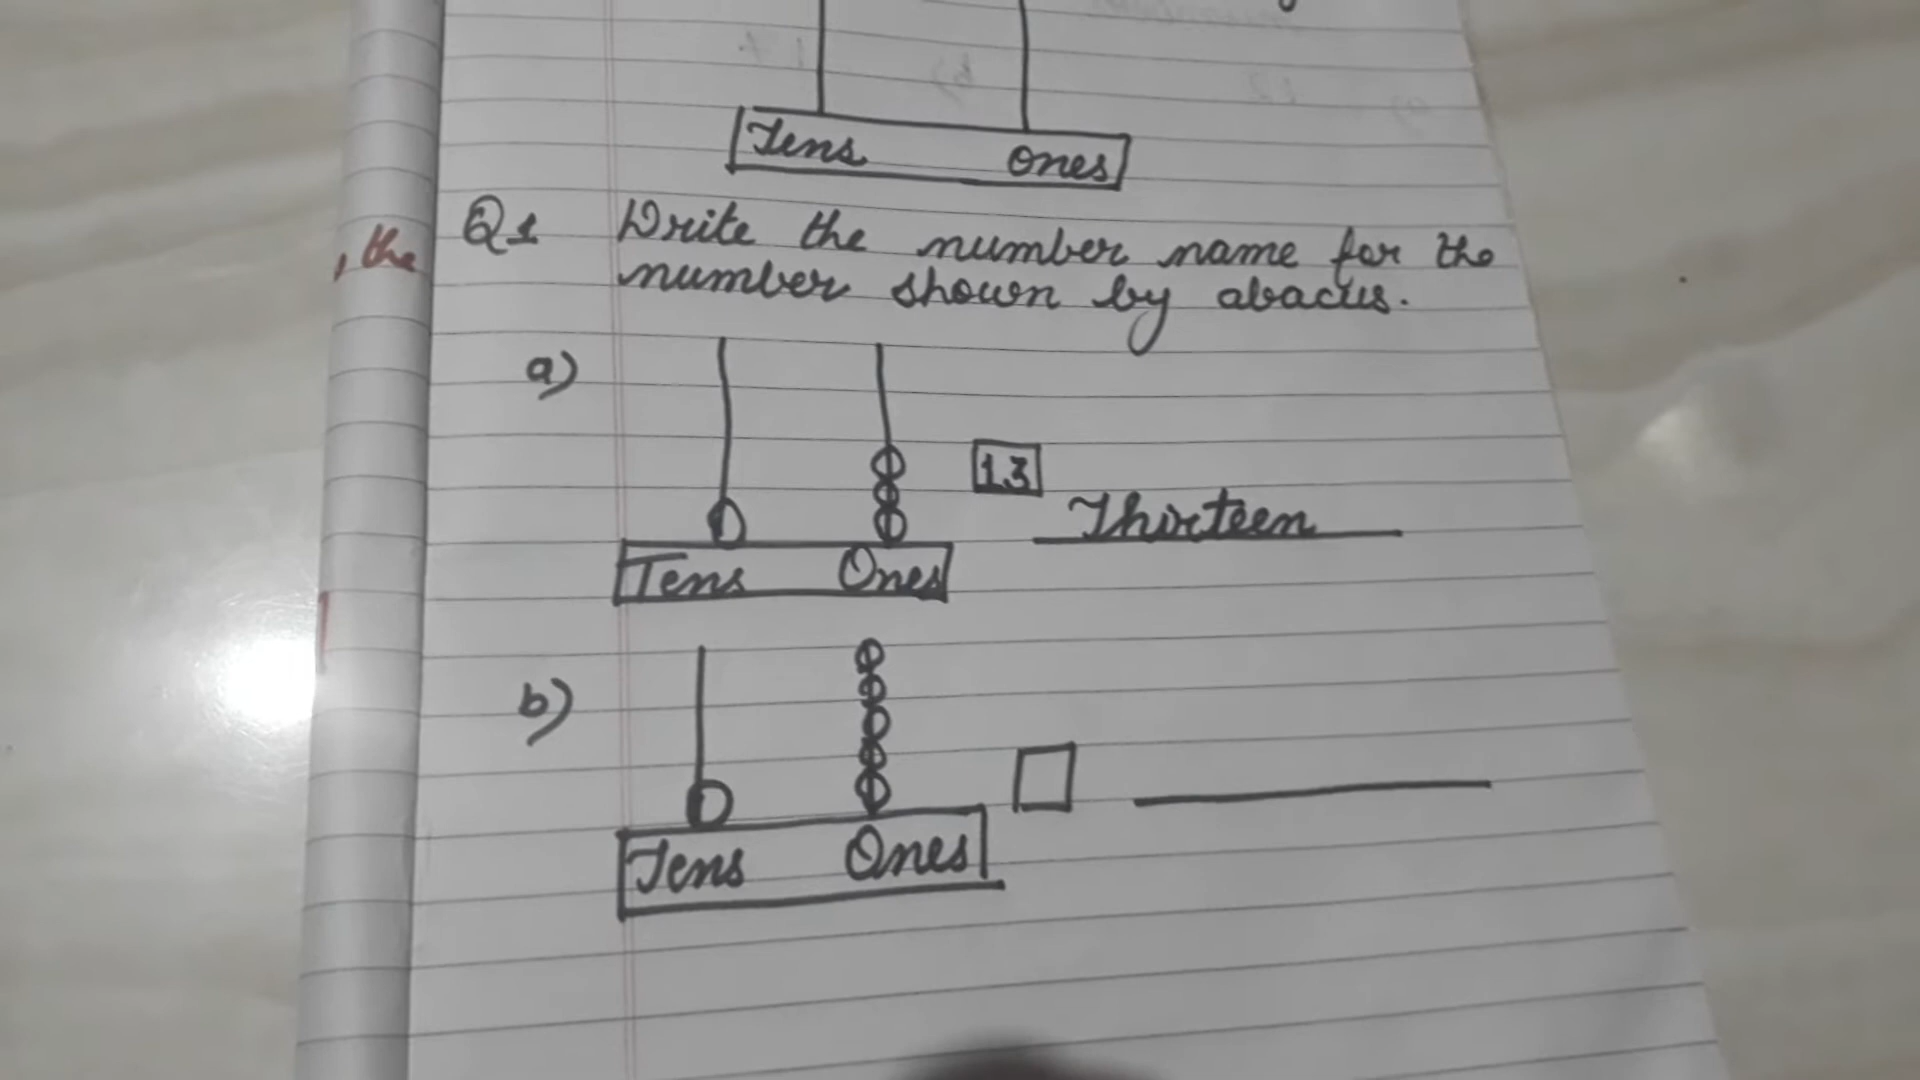 Tens ones
, the
Q1 Write the number name for the
number shown by abacus.
a)
13
Thirteen
Tens Ones
b)
Tens Ones